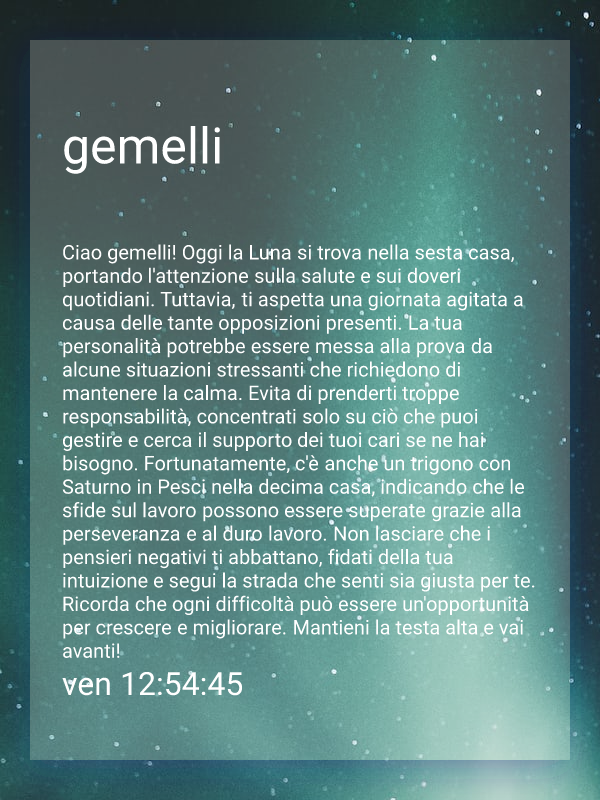 gemelli
Ciao gemelli! Oggi la Luna si trova nella sesta casa,
portando l'attenzione sulla salute e sui doveri
quotidiani. Tuttavia, ti aspetta una giornata agitata a
causa delle tante opposizioni presenti. La tua
personalità potrebbe essere messa alla prova da
alcune situazioni stressanti che richiedono di
mantenere la calma. Evita di prenderti troppe
responsabilità, concentrati solo su ciò che puoi
gestire e cerca il supporto dei tuoi cari se ne hai
bisogno. Fortunatamente, c'è anche un trigono con
Saturno in Pesci nella decima casa, indicando che le
sfide sul lavoro possono essere superate grazie alla
perseveranza e al duro lavoro. Non lasciare che i
pensieri negativi ti abbattano, fidati della tua
intuizione e segui la strada che senti sia giusta per te.
Ricorda che ogni difficoltà può essere un'opportunità
per crescere e migliorare. Mantieni la testa alta e vai
avanti!
ven 12:54:45